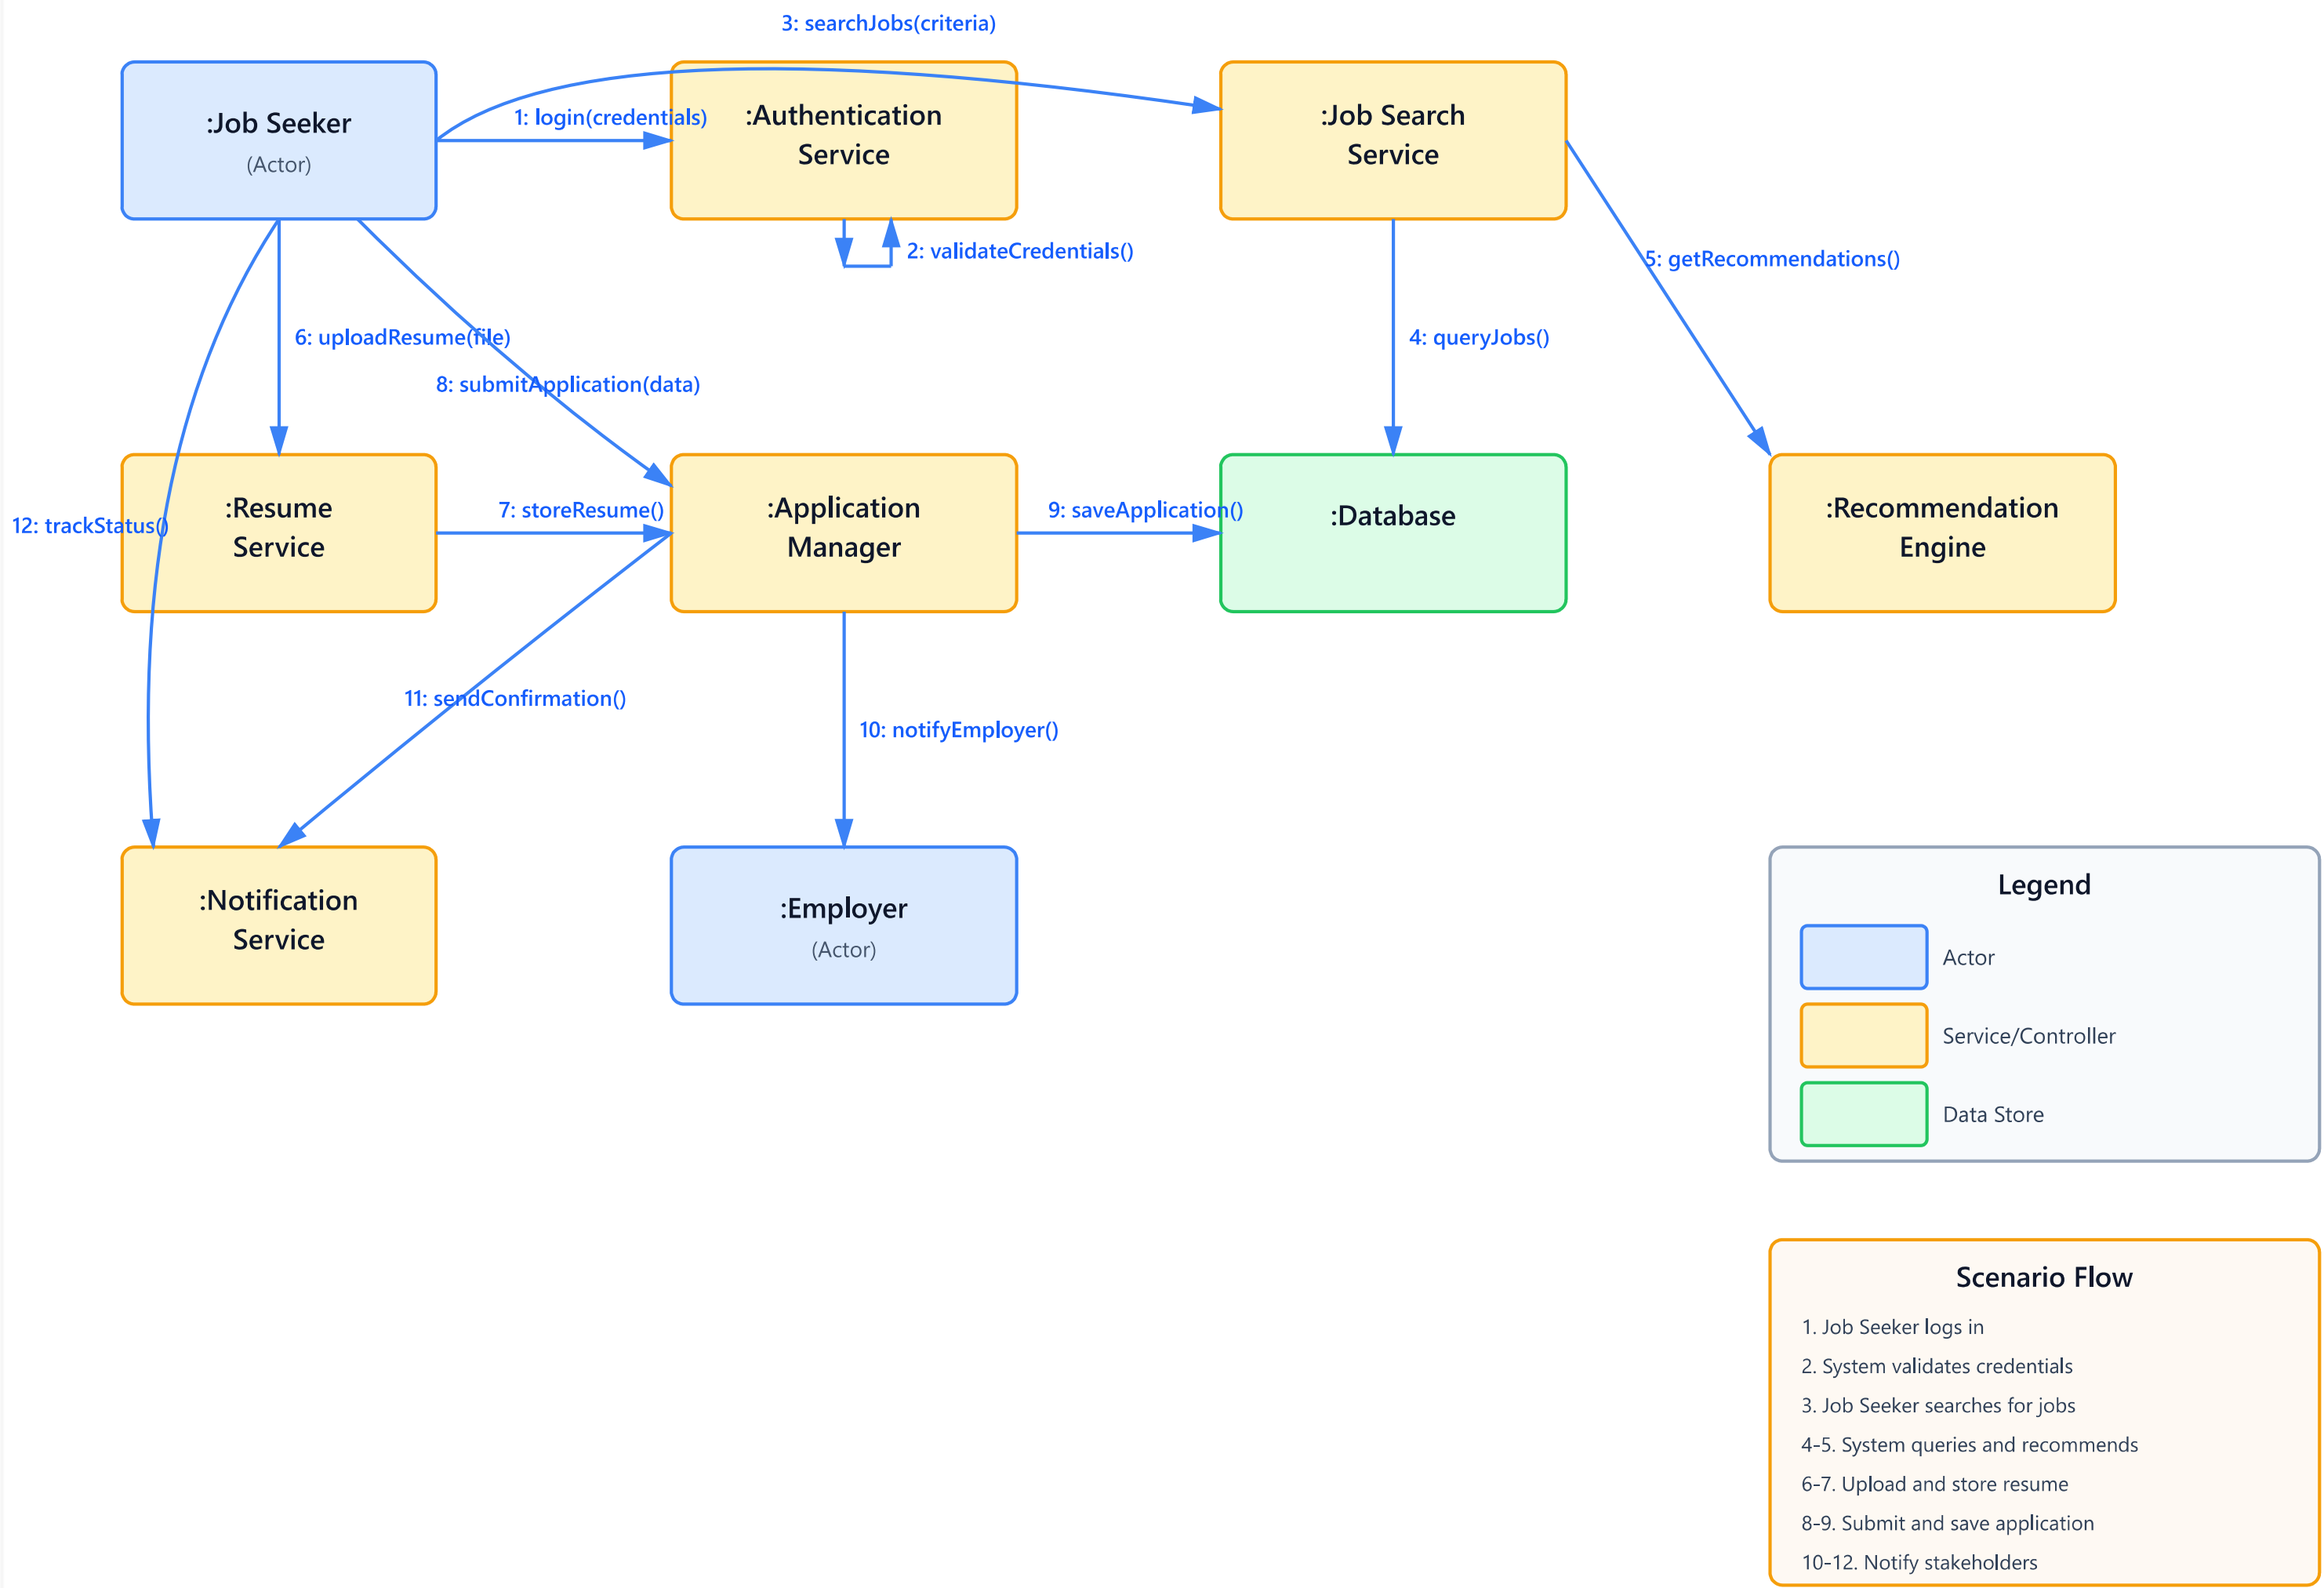 3: searchJobs(criteria)
:Job Seeker
(Actor)
1: login(credentials)
:Authentication
Service
:Job Search
Service
2: validateCredentials()
5: getRecommendations()
6: uploadResume(file)
4: queryJobs()
8: submitApplication(data)
12: trackStatus()
:Resume
Service
7: storeResume()
:Application
Manager
9: saveApplication()
:Database
:Recommendation
Engine
11: sendConfirmation()
10: notifyEmployer()
:Notification
Service
:Employer
(Actor)
Legend
Actor
Service/Controller
Data Store
Scenario Flow
1. Job Seeker logs in
2. System validates credentials
3. Job Seeker searches for jobs
4-5. System queries and recommends
6-7. Upload and store resume
8-9. Submit and save application
10-12. Notify stakeholders